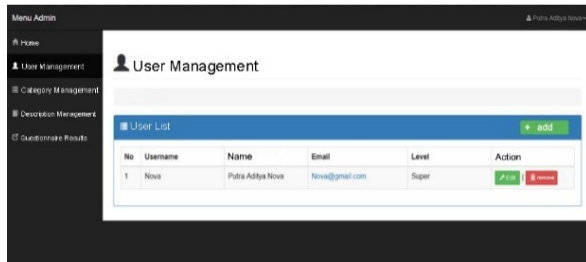 Menu Admin
Putra Aditya Nova
Home
User Management
Category Management
Description Management
Questionnaire Results
User Management
User List
+ add
No Username Name Email Level Action
1 Nova Putra Aditya Nova Nova@gmail.com Super Edit | remove